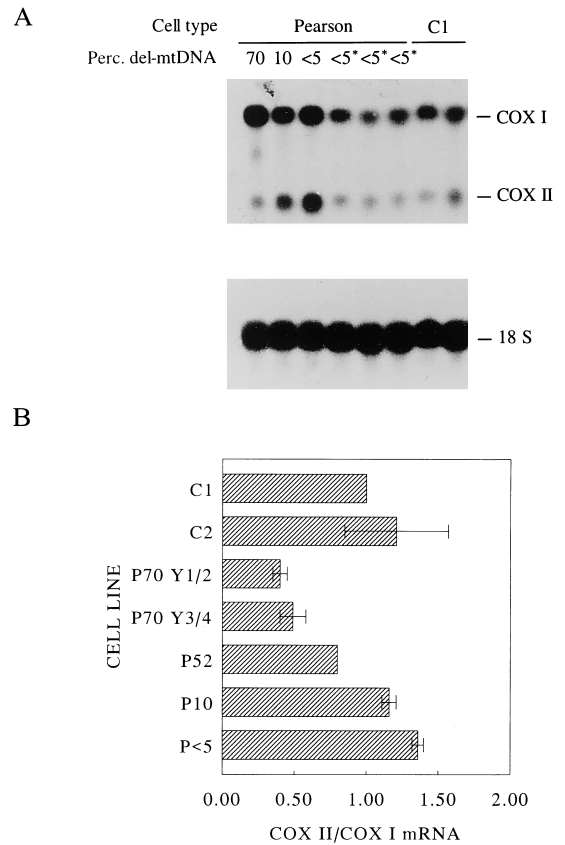 A
Cell type Pearson C1
Perc. del-mtDNA 70 10 <5 <5* <5* <5*
COX I
COX II
18 S
B
CELL LINE
C1
C2
P70 Y1/2
P70 Y3/4
P52
P10
P<5
0.00 0.50 1.00 1.50 2.00
COX II/COX I mRNA